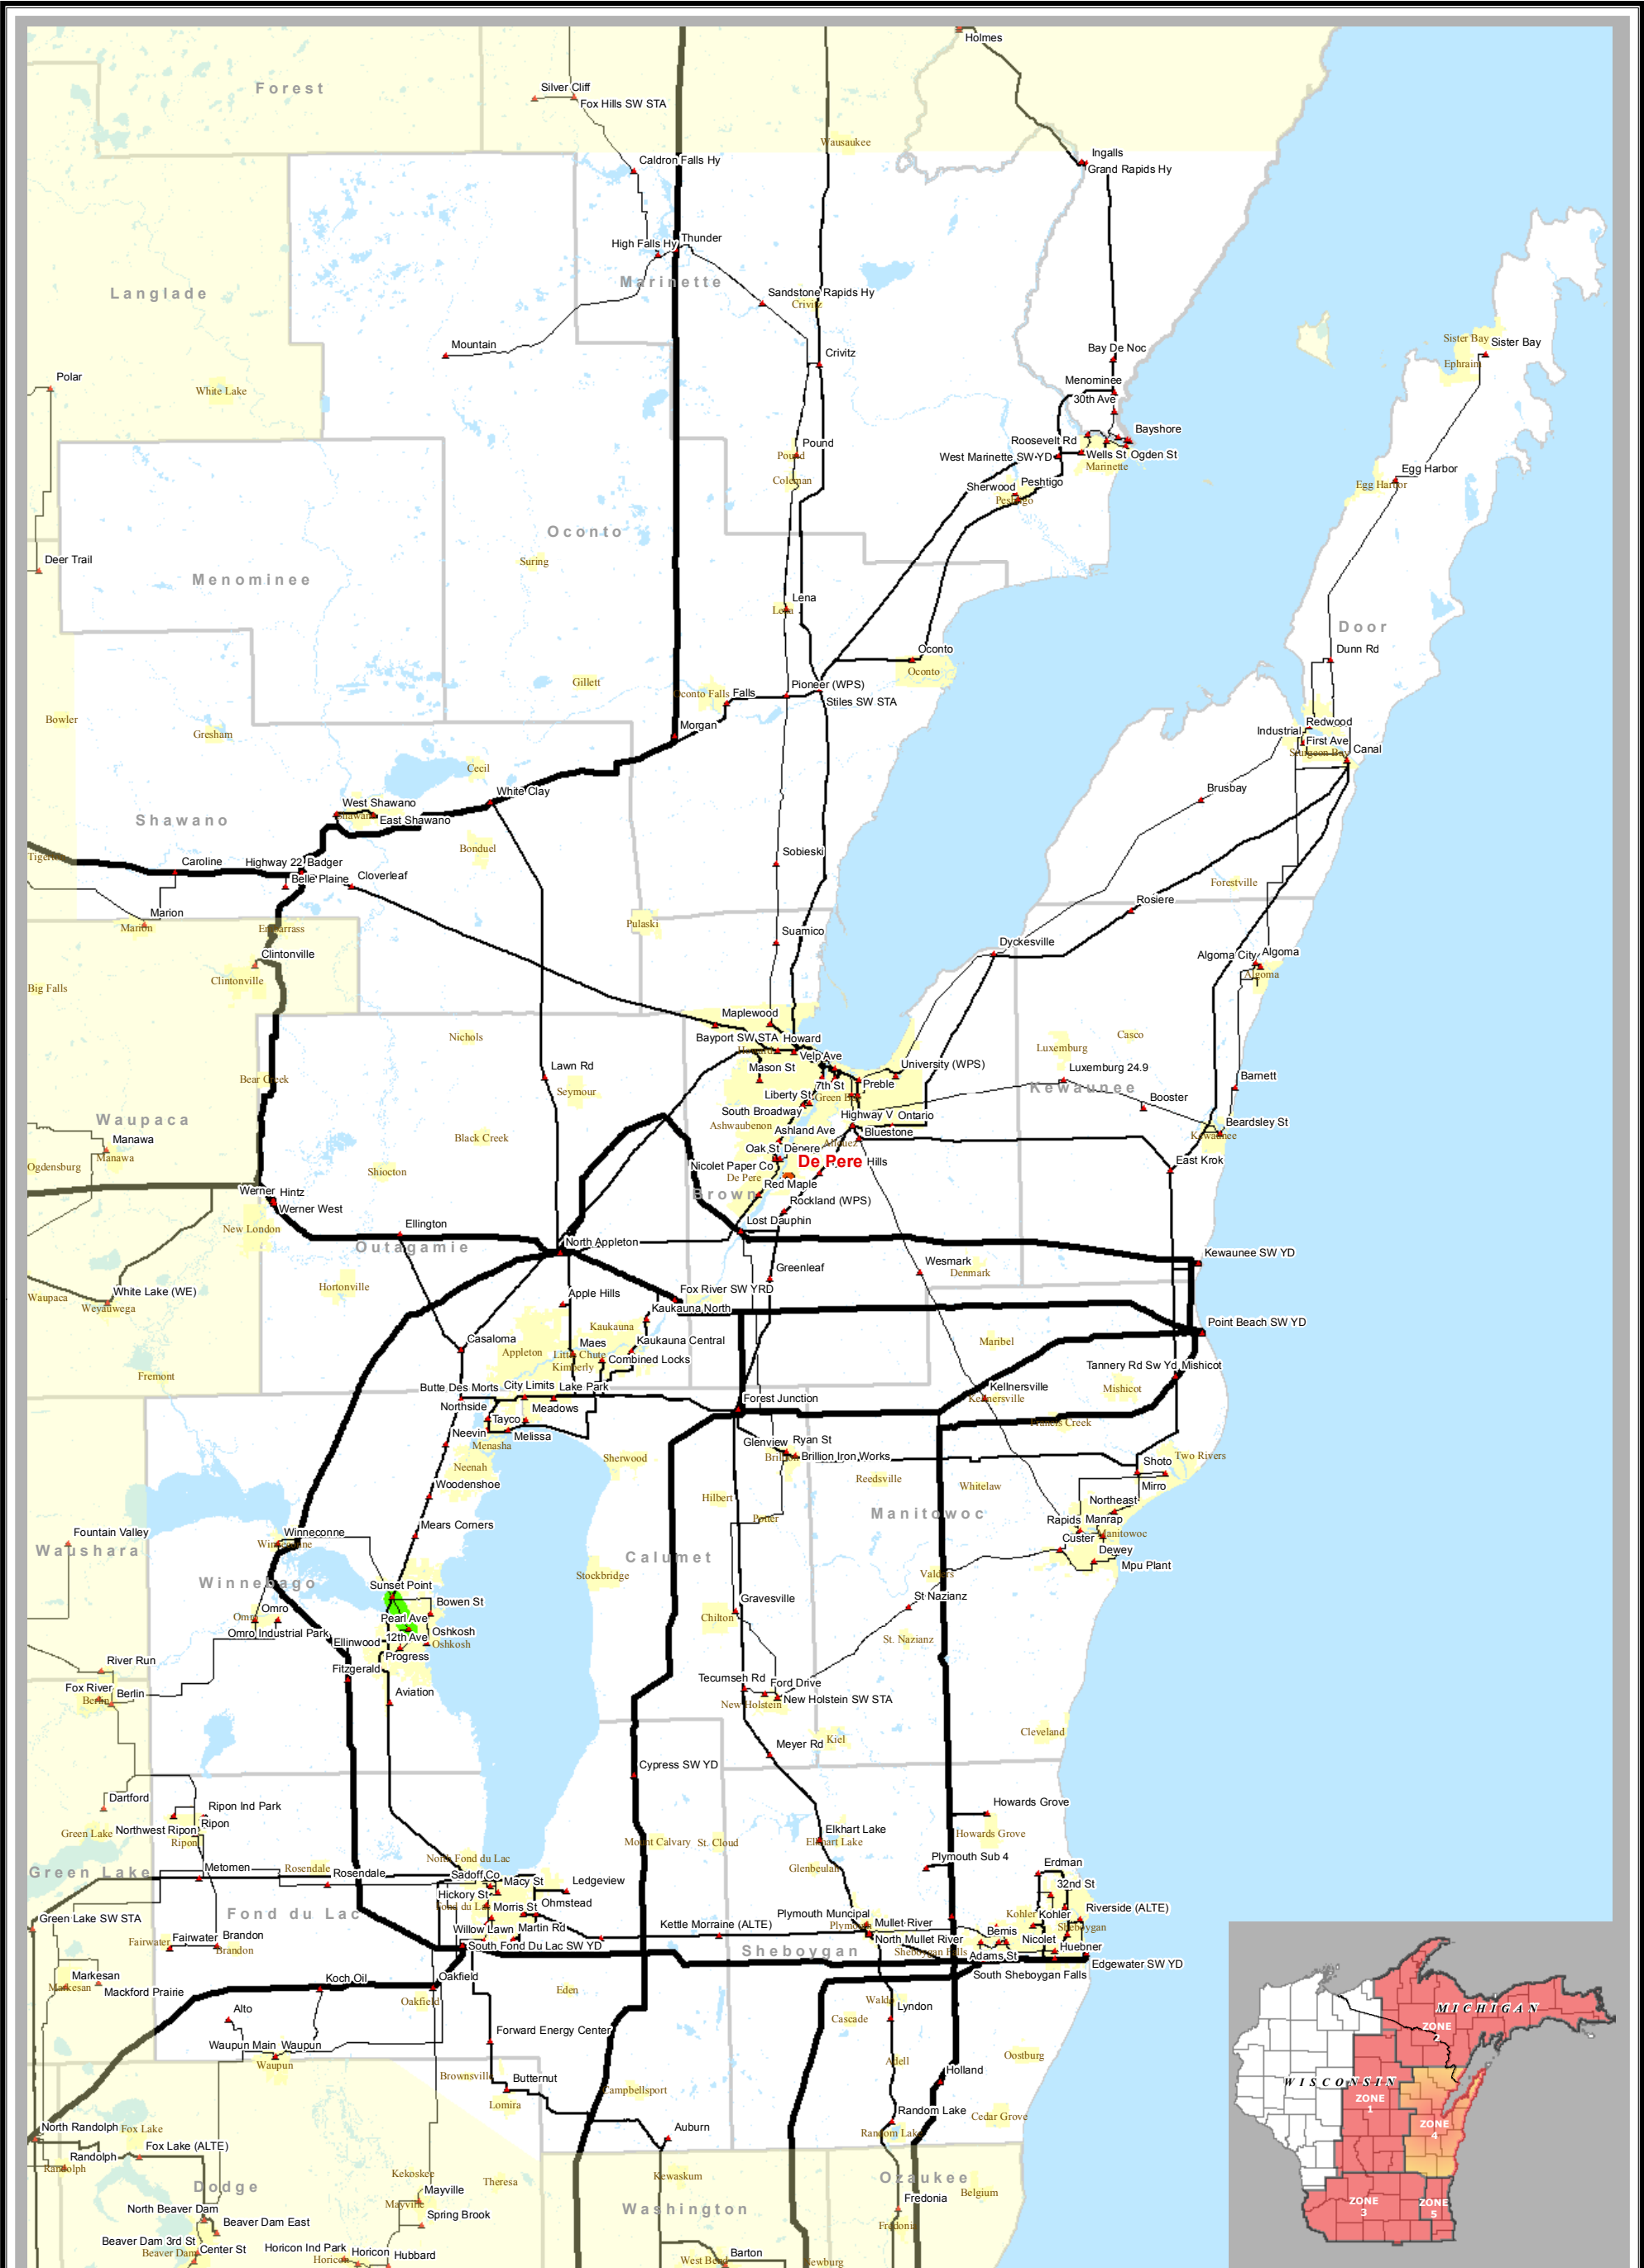 Holmes
Forest
Silver Cliff
Fox Hills SW STA
Wausaukee
Ingalls
Caldron Falls Hy
Grand Rapids Hy
Thunder
High Falls Hy
Marinette
Langlade
Sandstone Rapids Hy
Crivitz
Sister Bay
Sister Bay
Mountain
Bay De Noc
Crivitz
Ephraim
Polar
Menominee
White Lake
30th Ave
Bayshore
Roosevelt Rd
Pound
West Marinette SW YD
Wells St
Ogden St
Pound
Marinette
Egg Harbor
Coleman
Peshtigo
Egg Harbor
Sherwood
Peshtigo
Oconto
Deer Trail
Suring
Menominee
Lena
Lena
Door
Dunn Rd
Oconto
Oconto
Gillett
Pioneer (WPS)
Oconto Falls
Falls
Stiles SW STA
Bowler
Morgan
Redwood
Gresham
Industrial
First Ave
Canal
Sturgeon Bay
Cecil
White Clay
Brusbay
West Shawano
Shawano
East Shawano
Shawano
Bonduel
Sobieski
Tigerton
Caroline
Highway 22
Badger
Cloverleaf
Belle Plaine
Forestville
Rosiere
Marion
Marion
Embarrass
Pulaski
Suamico
Dyckesville
Clintonville
Algoma City
Algoma
Clintonville
Algoma
Big Falls
Maplewood
Nichols
Bayport SW STA
Howard
Casco
Howard
Luxemburg
Velp Ave
Lawn Rd
Mason St
University (WPS)
Luxemburg 24.9
Bear Creek
Preble
Kewaunee
Barnett
Seymour
7th St
Liberty St
Green Bay
Booster
South Broadway
Highway V
Ontario
Waupaca
Ashwaubenon
Beardsley St
Black Creek
Ashland Ave
Bluestone
Kewaunee
Manawa
Allouez
Oak St
Depere
Manawa
De Pere
Hills
East Krok
Ogdensburg
Nicolet Paper Co
Shiocton
De Pere
Red Maple
Werner
Hintz
Brown
Rockland (WPS)
Werner West
Lost Dauphin
New London
Ellington
Outagamie
North Appleton
Kewaunee SW YD
Wesmark
Greenleaf
Denmark
Hortonville
White Lake (WE)
Fox River SW YRD
Waupaca
Apple Hills
Weyauwega
Kaukauna North
Point Beach SW YD
Kaukauna
Casaloma
Maes
Kaukauna Central
Maribel
Appleton
Little Chute
Combined Locks
Kimberly
Tannery Rd Sw Yd
Mishicot
Fremont
Butte Des Morts
City Limits
Lake Park
Kellnersville
Mishicot
Kellnersville
Forest Junction
Northside
Meadows
Tayco
Francis Creek
Neevin
Melissa
Glenview
Ryan St
Menasha
Brillion Iron Works
Two Rivers
Sherwood
Brillion
Shoto
Neenah
Reedsville
Woodenshoe
Whitelaw
Mirro
Hilbert
Northeast
Manitowoc
Potter
Rapids
Manrap
Mears Corners
Fountain Valley
Winneconne
Custer
Manitowoc
Waushara
Winneconne
Dewey
Calumet
Mpu Plant
Stockbridge
Valders
Winnebago
Sunset Point
Bowen St
St Nazianz
Gravesville
Omro
Pearl Ave
Omro
Chilton
Omro Industrial Park
12th Ave
Oshkosh
Ellinwood
Oshkosh
St. Nazianz
Progress
River Run
Fitzgerald
Tecumseh Rd
Ford Drive
Fox River
Berlin
Aviation
Berlin
New Holstein
New Holstein SW STA
Cleveland
Kiel
Meyer Rd
Cypress SW YD
Dartford
Howards Grove
Ripon Ind Park
Ripon
Green Lake
Northwest Ripon
Elkhart Lake
Howards Grove
Ripon
Mount Calvary
St. Cloud
Elkhart Lake
North Fond du Lac
Plymouth Sub 4
Glenbeulah
Erdman
Green Lake
Metomen
Rosendale
Rosendale
Sadoff Co
Macy St
Ledgeview
32nd St
Hickory St
Ohmstead
Fond du Lac
Fond du Lac
Morris St
Plymouth Muncipal
Kohler
Kohler
Riverside (ALTE)
Green Lake SW STA
Kettle Morraine (ALTE)
Plymouth
Mullet River
Sheboygan
Willow Lawn
Martin Rd
Bemis
Fairwater
Brandon
North Mullet River
Nicolet
Fairwater
Brandon
South Fond Du Lac SW YD
Sheboygan
Sheboygan Falls
Huebner
Adams St
Edgewater SW YD
Markesan
Koch Oil
Oakfield
South Sheboygan Falls
Markesan
Mackford Prairie
Eden
Oakfield
Waldo
Lyndon
Alto
Cascade
Forward Energy Center
Waupun Main
Waupun
Waupun
Adell
Oostburg
Brownsville
Holland
Butternut
Campbellsport
Lomira
Random Lake
Cedar Grove
North Randolph
Fox Lake
Auburn
Random Lake
Fox Lake (ALTE)
Randolph
Randolph
Kekoskee
Theresa
Kewaskum
Ozaukee
Dodge
Mayville
Belgium
Mayville
Washington
Fredonia
North Beaver Dam
Spring Brook
Beaver Dam East
Fredonia
Beaver Dam 3rd St
Center St
Horicon Ind Park
Horicon
Hubbard
Beaver Dam
Horicon
Barton
West Bend
Newburg
MICHIGAN
ZONE
2
WISCONSIN
ZONE
1
ZONE
4
ZONE
3
ZONE
5